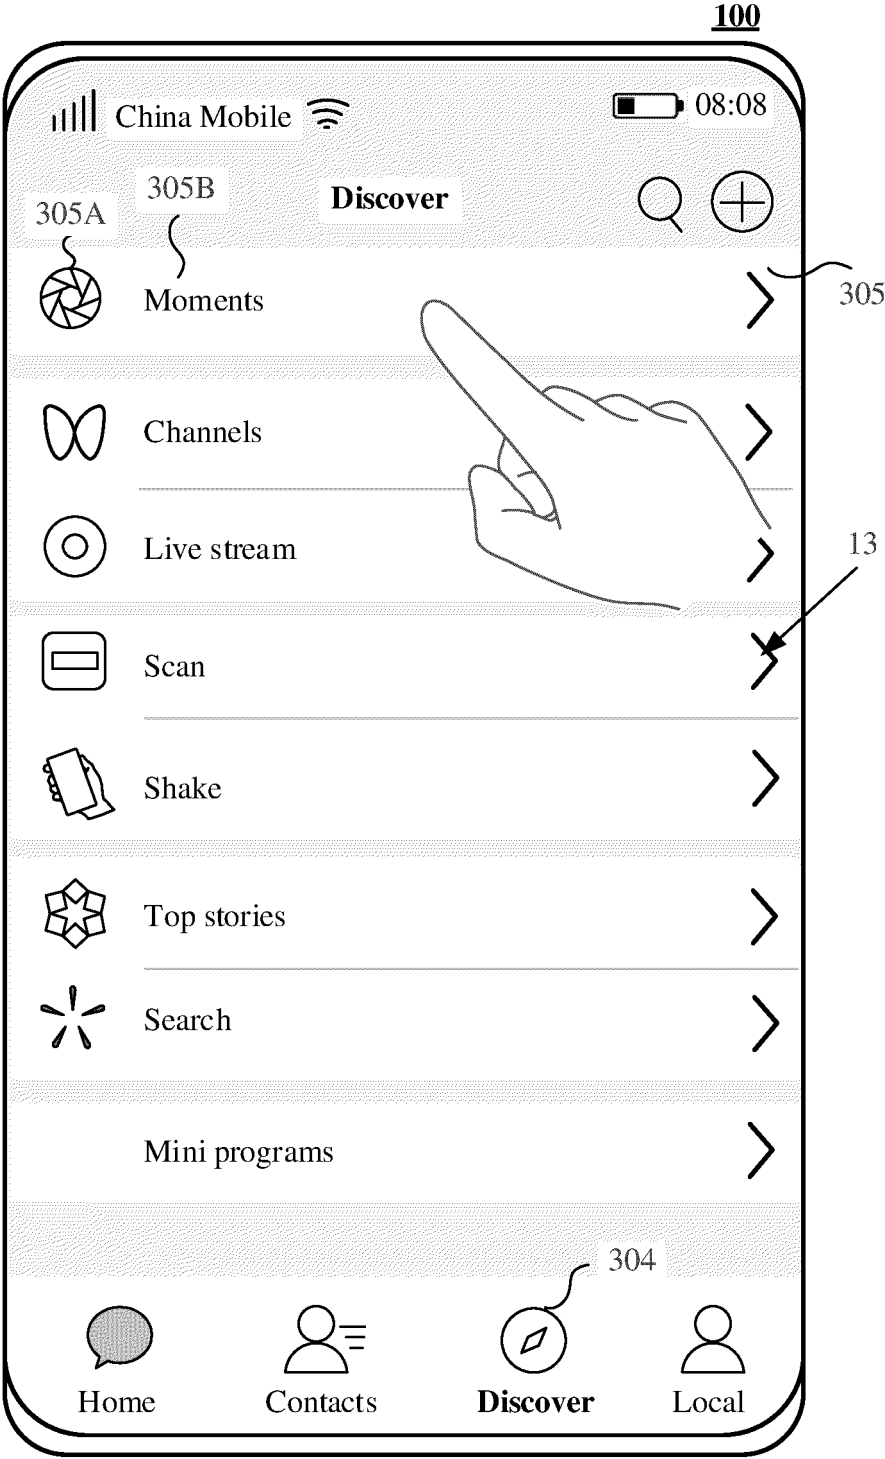 100
China Mobile 08:08
305B
Discover
305A
Moments
305
Channels
Live stream
13
Scan
Shake
Top stories
Search
Mini programs
304
Home Contacts Discover Local